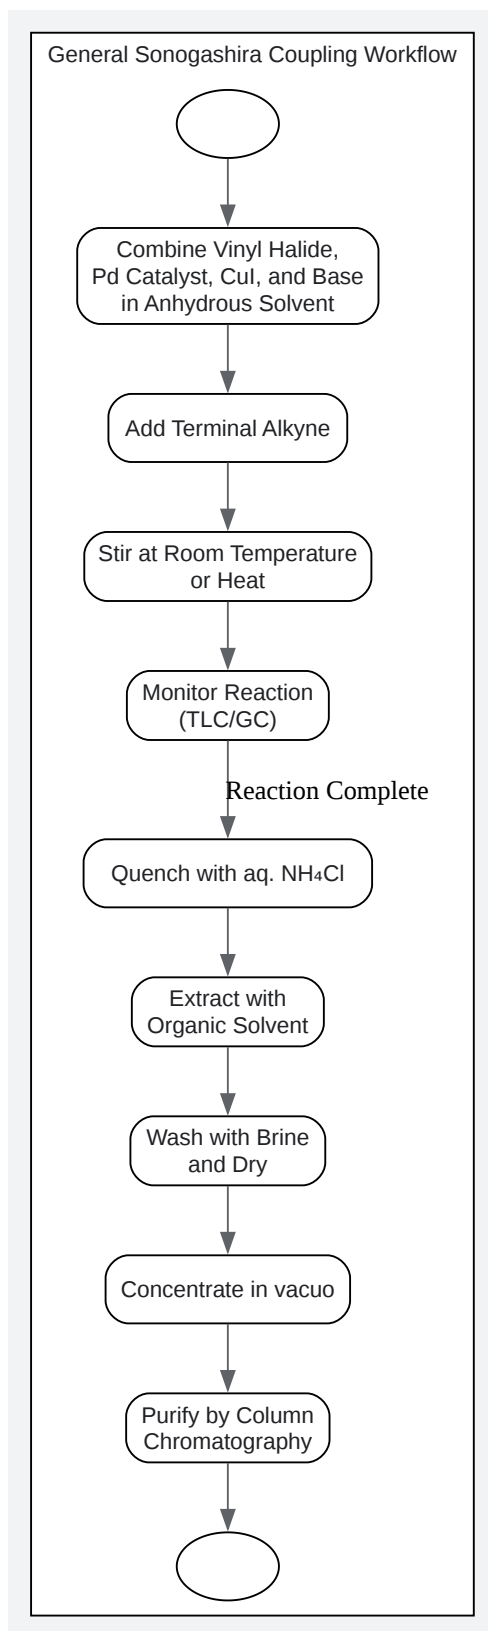 General Sonogashira Coupling Workflow
Combine Vinyl Halide,
Pd Catalyst, CuI, and Base
in Anhydrous Solvent
Add Terminal Alkyne
Stir at Room Temperature
or Heat
Monitor Reaction
(TLC/GC)
Reaction Complete
Quench with aq. NH₄Cl
Extract with
Organic Solvent
Wash with Brine
and Dry
Concentrate in vacuo
Purify by Column
Chromatography